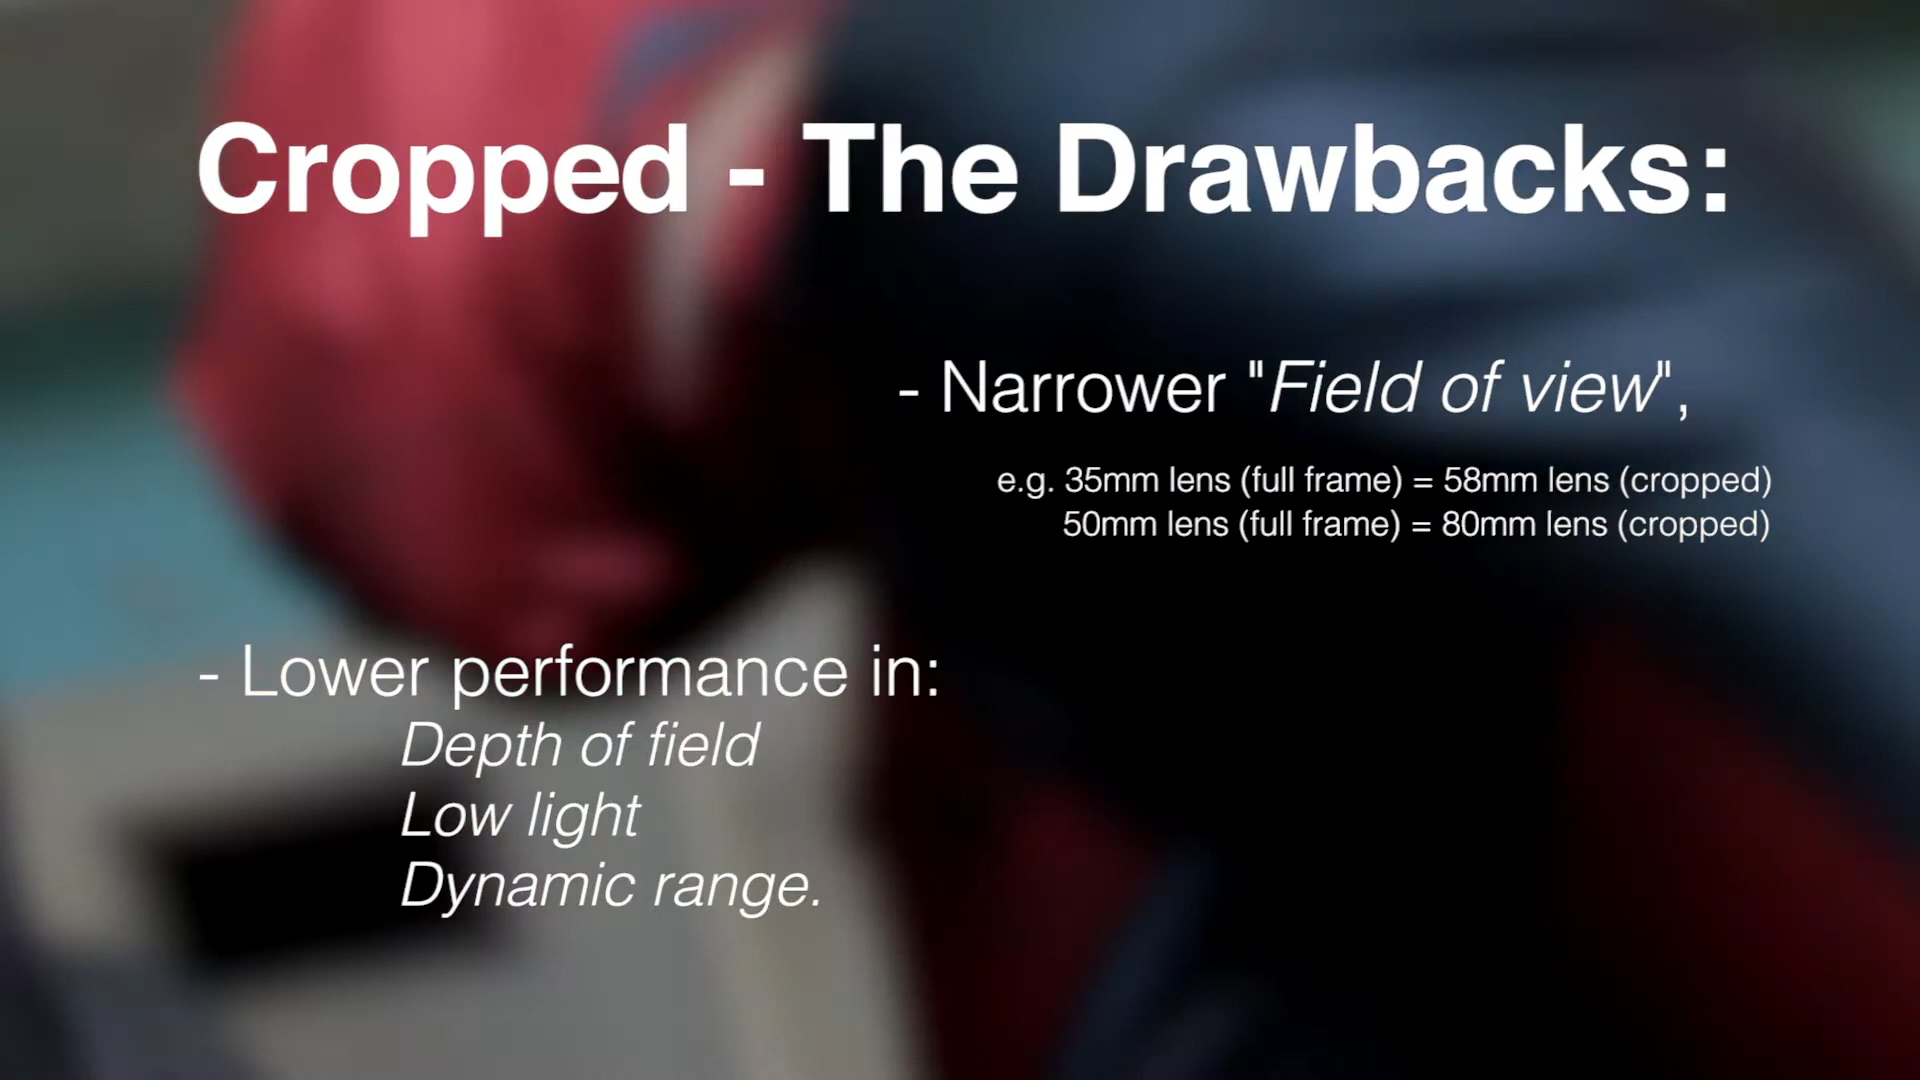 Cropped - The Drawbacks:
- Narrower "Field of view",
e.g. 35mm lens (full frame) = 58mm lens (cropped)
50mm lens (full frame) = 80mm lens (cropped)
- Lower performance in:
Depth of field
Low light
Dynamic range.